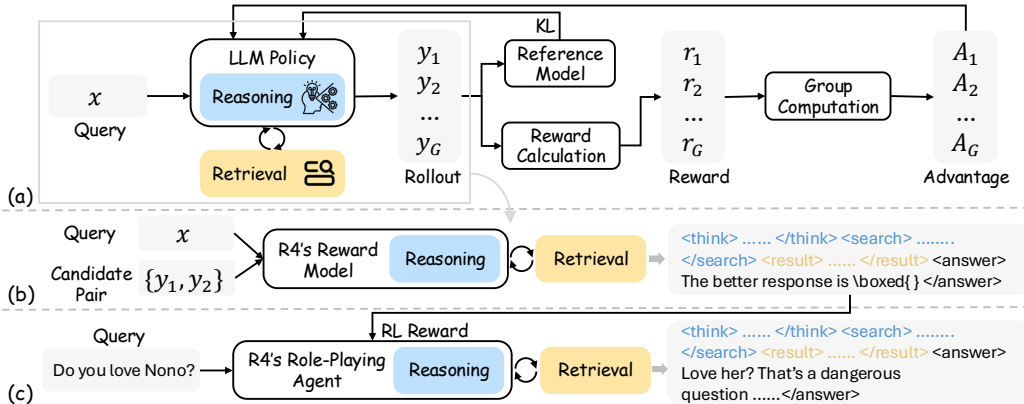 KL
LLM Policy
Reasoning
x
Query
Retrieval
y1
y2
...
yG
Rollout
Reference
Model
Reward
Calculation
r1
r2
...
rG
Reward
Group
Computation
A1
A2
...
AG
Advantage
(a)
Query
x
Candidate
Pair
{y1, y2}
R4's Reward
Model
Reasoning
Retrieval
<think> ...... </think> <search> ........
</search> <result> ...... </result> <answer>
The better response is \boxed{ } </answer>
(b)
RL Reward
Query
Do you love Nono?
R4's Role-Playing
Agent
Reasoning
Retrieval
<think> ...... </think> <search> ........
</search> <result> ...... </result> <answer>
Love her? That's a dangerous
question ......</answer>
(c)